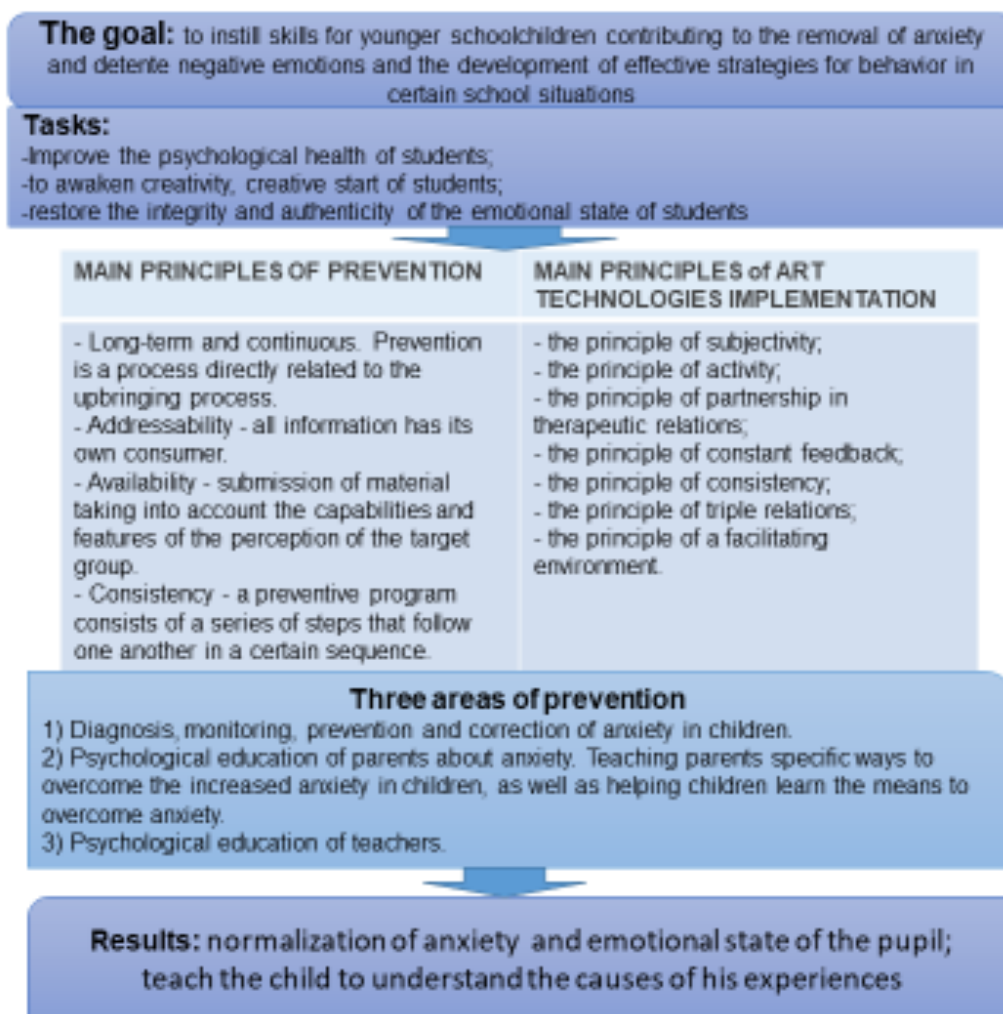 The goal: to instill skills for younger schoolchildren contributing to the removal of anxiety
and detente negative emotions and the development of effective strategies for behavior in
certain school situations
Tasks:
-Improve the psychological health of students;
-to awaken creativity, creative start of students;
-restore the integrity and authenticity of the emotional state of students
MAIN PRINCIPLES OF PREVENTION
- Long-term and continuous. Prevention
is a process directly related to the
upbringing process.
- Addressability - all information has its
own consumer.
- Availability - submission of material
taking into account the capabilities and
features of the perception of the target
group.
- Consistency - a preventive program
consists of a series of steps that follow
one another in a certain sequence.
MAIN PRINCIPLES of ART
TECHNOLOGIES IMPLEMENTATION
- the principle of subjectivity;
- the principle of activity;
- the principle of partnership in
therapeutic relations;
- the principle of constant feedback;
- the principle of consistency;
- the principle of triple relations;
- the principle of a facilitating
environment.
Three areas of prevention
1) Diagnosis, monitoring, prevention and correction of anxiety in children.
2) Psychological education of parents about anxiety. Teaching parents specific ways to
overcome the increased anxiety in children, as well as helping children learn the means to
overcome anxiety.
3) Psychological education of teachers.
Results: normalization of anxiety and emotional state of the pupil;
teach the child to understand the causes of his experiences